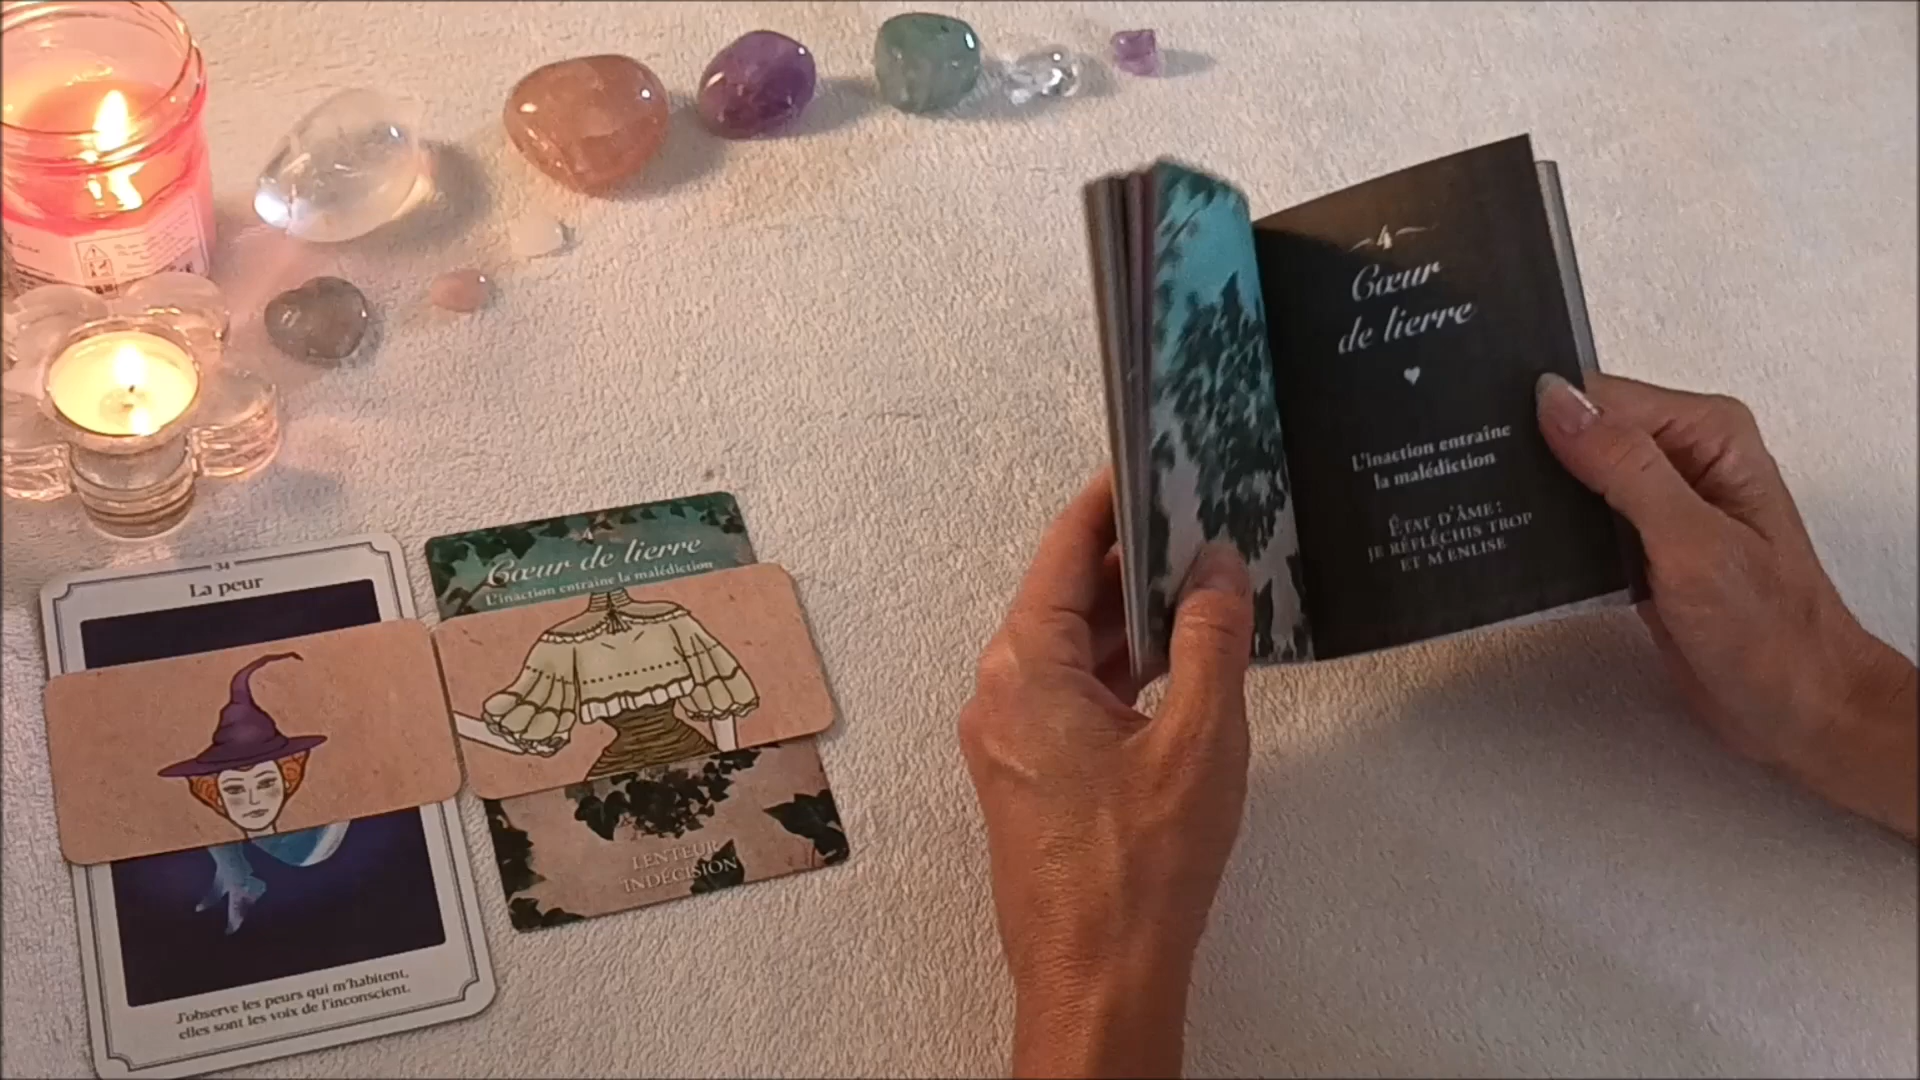 34
La peur
J'observe les peurs qui m'habitent,
elles sont les voix de l'inconscient.
4
Cœur de lierre
L'inaction entraîne la malédiction
LENTEUR
INDÉCISION
4
Cœur
de lierre
L'inaction entraîne
la malédiction
ÉTAT D'ÂME :
JE RÉFLÉCHIS TROP
ET M'ENLISE